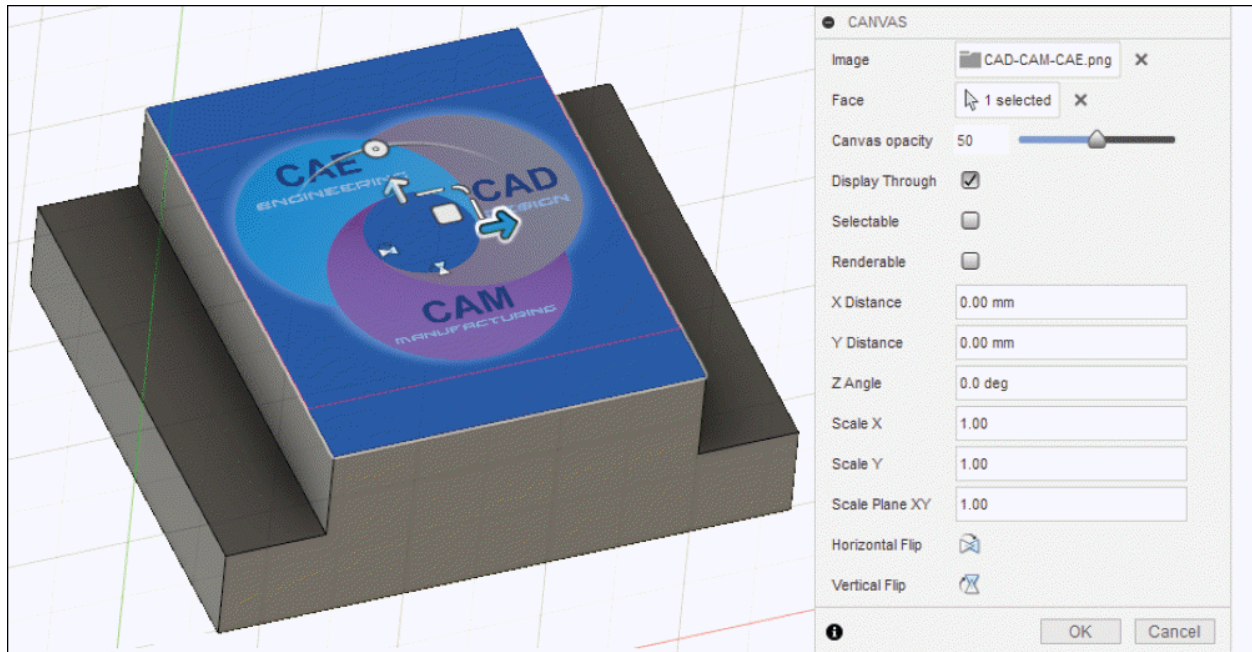 CAE
ENGINEERING
CAD
DESIGN
CAM
MANUFACTURING
CANVAS
Image CAD-CAM-CAE.png
Face 1 selected
Canvas opacity 50
Display Through
Selectable
Renderable
X Distance 0.00 mm
Y Distance 0.00 mm
Z Angle 0.0 deg
Scale X 1.00
Scale Y 1.00
Scale Plane XY 1.00
Horizontal Flip
Vertical Flip
OK Cancel